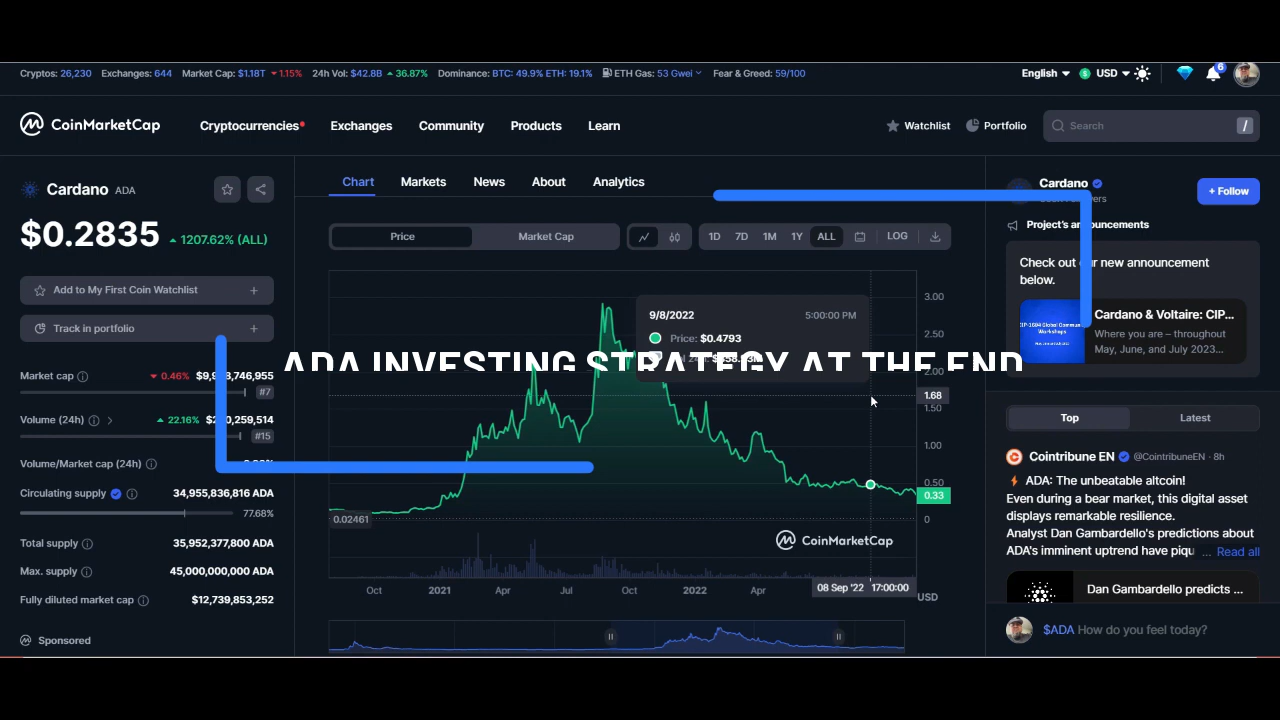 Cryptos: 26,230 Exchanges: 644 Market Cap: $1.18T 1.15% 24h Vol: $42.8B 36.87% Dominance: BTC: 49.9% ETH: 19.1% ETH Gas: 53 Gwei Fear & Greed: 59/100
English USD 6
CoinMarketCap Cryptocurrencies Exchanges Community Products Learn Watchlist Portfolio Search /
Cardano ADA
$0.2835 1207.62% (ALL)
Add to My First Coin Watchlist +
Track in portfolio +
Market cap 0.46%
#7
Volume (24h) 22.16%
#15
Volume/Market cap (24h)
Circulating supply 34,955,836,816 ADA
77.68%
Total supply 35,952,377,800 ADA
Max. supply 45,000,000,000 ADA
Fully diluted market cap $12,739,853,252
Sponsored
Chart Markets News About Analytics
Price Market Cap 1D 7D 1M 1Y ALL LOG
9/8/2022 5:00:00 PM
Price: $0.4793
ADA INVESTING STRATEGY AT THE END
3.00
2.50
2.00
1.68
1.50
1.00
0.50
0.33
0
0.02461
CoinMarketCap
Oct 2021 Apr Jul Oct 2022 Apr 08 Sep '22 17:00:00
USD
Cardano
+ Follow
Project's announcements
Check out our new announcement
below.
Cardano & Voltaire: CIP...
Where you are – throughout
May, June, and July 2023...
Top Latest
Cointribune EN @CointribuneEN · 8h
ADA: The unbeatable altcoin!
Even during a bear market, this digital asset
displays remarkable resilience.
Analyst Dan Gambardello's predictions about
ADA's imminent uptrend have piqu ... Read all
Dan Gambardello predicts ...
$ADA How do you feel today?